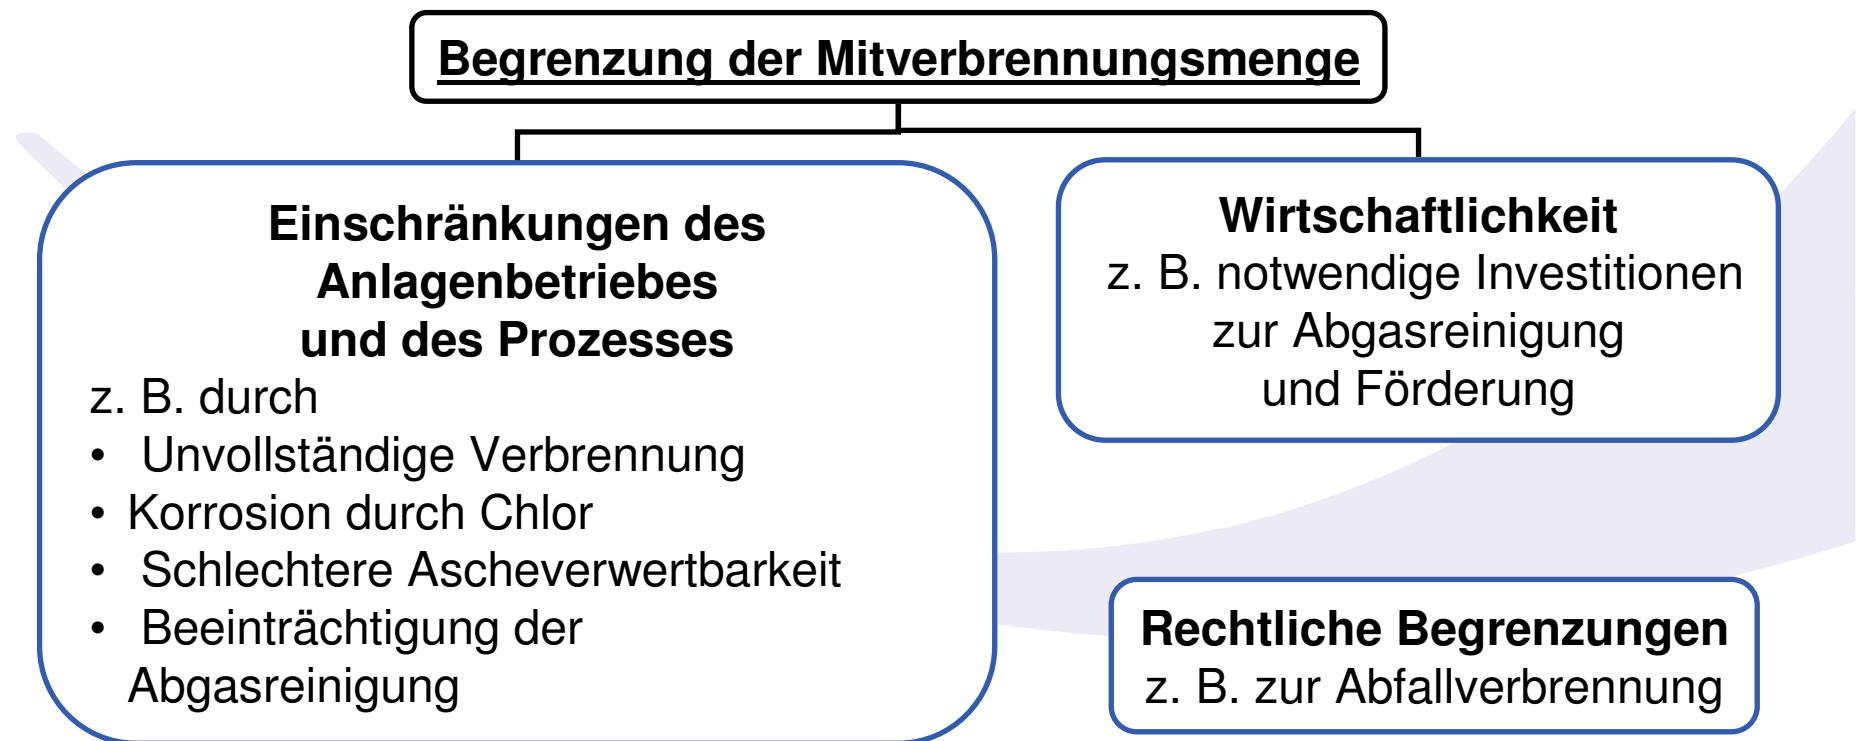 Begrenzung der Mitverbrennungsmenge
Einschränkungen des
Anlagenbetriebes
und des Prozesses
z. B. durch
• Unvollständige Verbrennung
• Korrosion durch Chlor
• Schlechtere Ascheverwertbarkeit
• Beeinträchtigung der
Abgasreinigung
Wirtschaftlichkeit
z. B. notwendige Investitionen
zur Abgasreinigung
und Förderung
Rechtliche Begrenzungen
z. B. zur Abfallverbrennung